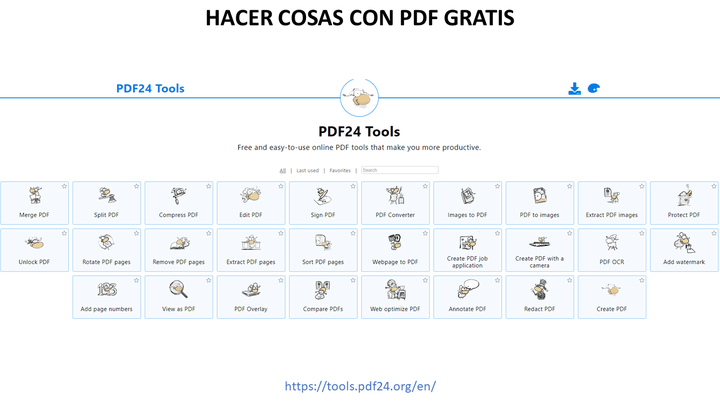 HACER COSAS CON PDF GRATIS
PDF24 Tools
PDF24 Tools
Free and easy-to-use online PDF tools that make you more productive.
All | Last used | Favorites | Search
Merge PDF
Split PDF
Compress PDF
Edit PDF
Sign PDF
PDF Converter
Images to PDF
PDF to images
Extract PDF images
Protect PDF
Unlock PDF
Rotate PDF pages
Remove PDF pages
Extract PDF pages
Sort PDF pages
Webpage to PDF
Create PDF job
application
Create PDF with a
camera
PDF OCR
Add watermark
Add page numbers
View as PDF
PDF Overlay
Compare PDFs
Web optimize PDF
Annotate PDF
Redact PDF
Create PDF
https://tools.pdf24.org/en/